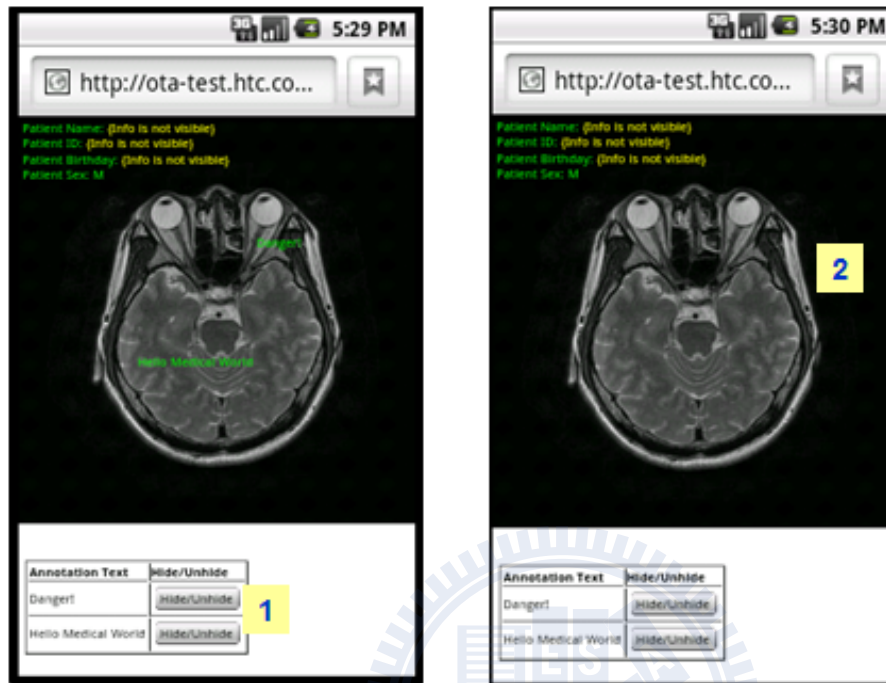 5:29 PM
http://ota-test.htc.co...
Patient Name: {Info is not visible}
Patient ID: {Info is not visible}
Patient Birthday: {Info is not visible}
Patient Sex: M
Danger!
Hello Medical World
Annotation Text Hide/Unhide
Danger! Hide/Unhide
1
Hello Medical World Hide/Unhide
5:30 PM
http://ota-test.htc.co...
Patient Name: {Info is not visible}
Patient ID: {Info is not visible}
Patient Birthday: {Info is not visible}
Patient Sex: M
2
Annotation Text Hide/Unhide
Danger! Hide/Unhide
Hello Medical World Hide/Unhide